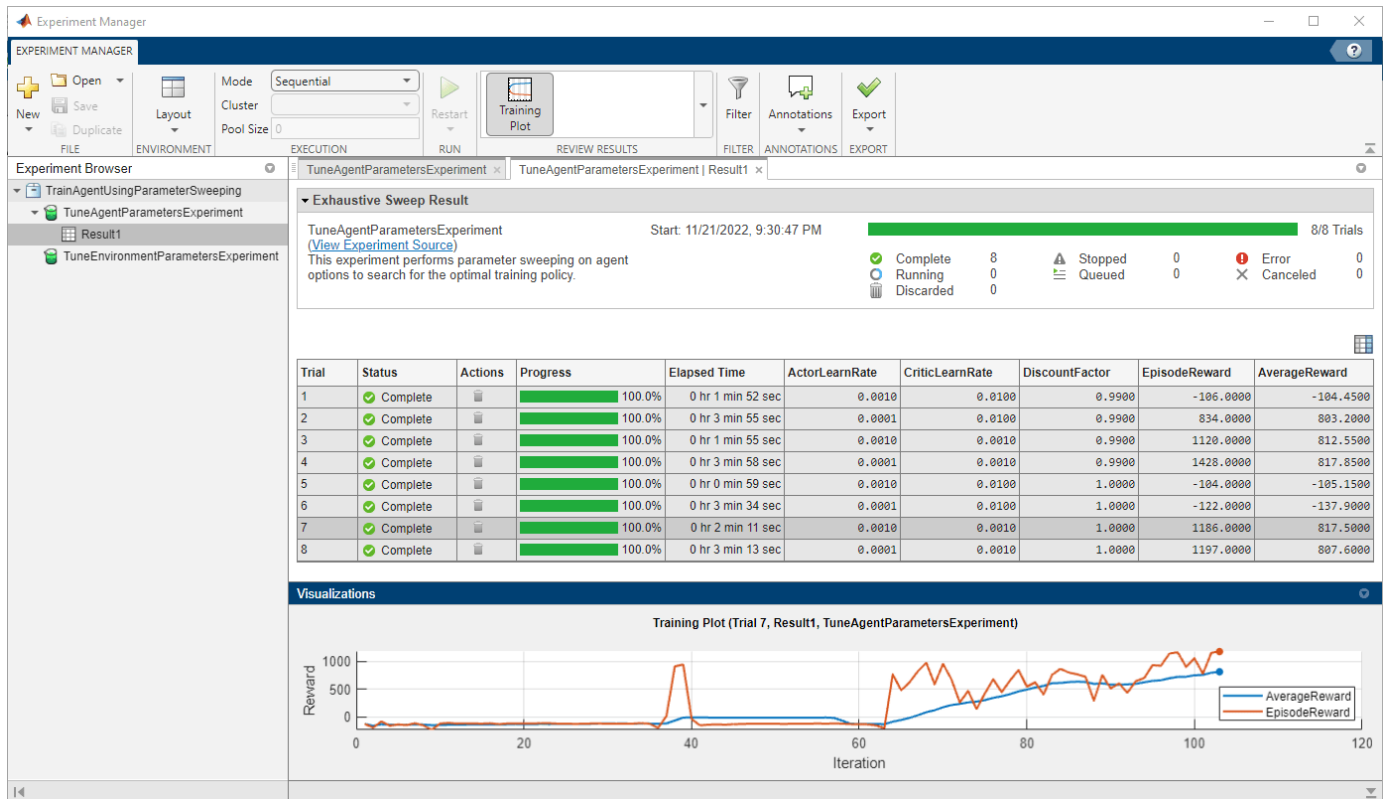 Experiment Manager
EXPERIMENT MANAGER
?
New
Open
Save
Duplicate
FILE
Layout
ENVIRONMENT
Mode Sequential
Cluster
Pool Size 0
EXECUTION
Restart
RUN
Training
Plot
REVIEW RESULTS
Filter
FILTER
Annotations
ANNOTATIONS
Export
EXPORT
Experiment Browser
TrainAgentUsingParameterSweeping
TuneAgentParametersExperiment
Result1
TuneEnvironmentParametersExperiment
TuneAgentParametersExperiment ×
TuneAgentParametersExperiment | Result1 ×
Exhaustive Sweep Result
TuneAgentParametersExperiment
(View Experiment Source)
This experiment performs parameter sweeping on agent
options to search for the optimal training policy.
Start: 11/21/2022, 9:30:47 PM
8/8 Trials
Complete 8 Stopped 0 Error 0
Running 0 Queued 0 Canceled 0
Discarded 0
Trial Status Actions Progress Elapsed Time ActorLearnRate CriticLearnRate DiscountFactor EpisodeReward AverageReward
1 Complete 100.0% 0 hr 1 min 52 sec 0.0010 0.0100 0.9900 -106.0000 -104.4500
2 Complete 100.0% 0 hr 3 min 55 sec 0.0001 0.0100 0.9900 834.0000 803.2000
3 Complete 100.0% 0 hr 1 min 55 sec 0.0010 0.0010 0.9900 1120.0000 812.5500
4 Complete 100.0% 0 hr 3 min 58 sec 0.0001 0.0010 0.9900 1428.0000 817.8500
5 Complete 100.0% 0 hr 0 min 59 sec 0.0010 0.0100 1.0000 -104.0000 -105.1500
6 Complete 100.0% 0 hr 3 min 34 sec 0.0001 0.0100 1.0000 -122.0000 -137.9000
7 Complete 100.0% 0 hr 2 min 11 sec 0.0010 0.0010 1.0000 1186.0000 817.5000
8 Complete 100.0% 0 hr 3 min 13 sec 0.0001 0.0010 1.0000 1197.0000 807.6000
Visualizations
Training Plot (Trial 7, Result1, TuneAgentParametersExperiment)
Reward
1000
500
0
AverageReward
EpisodeReward
0 20 40 60 80 100 120
Iteration